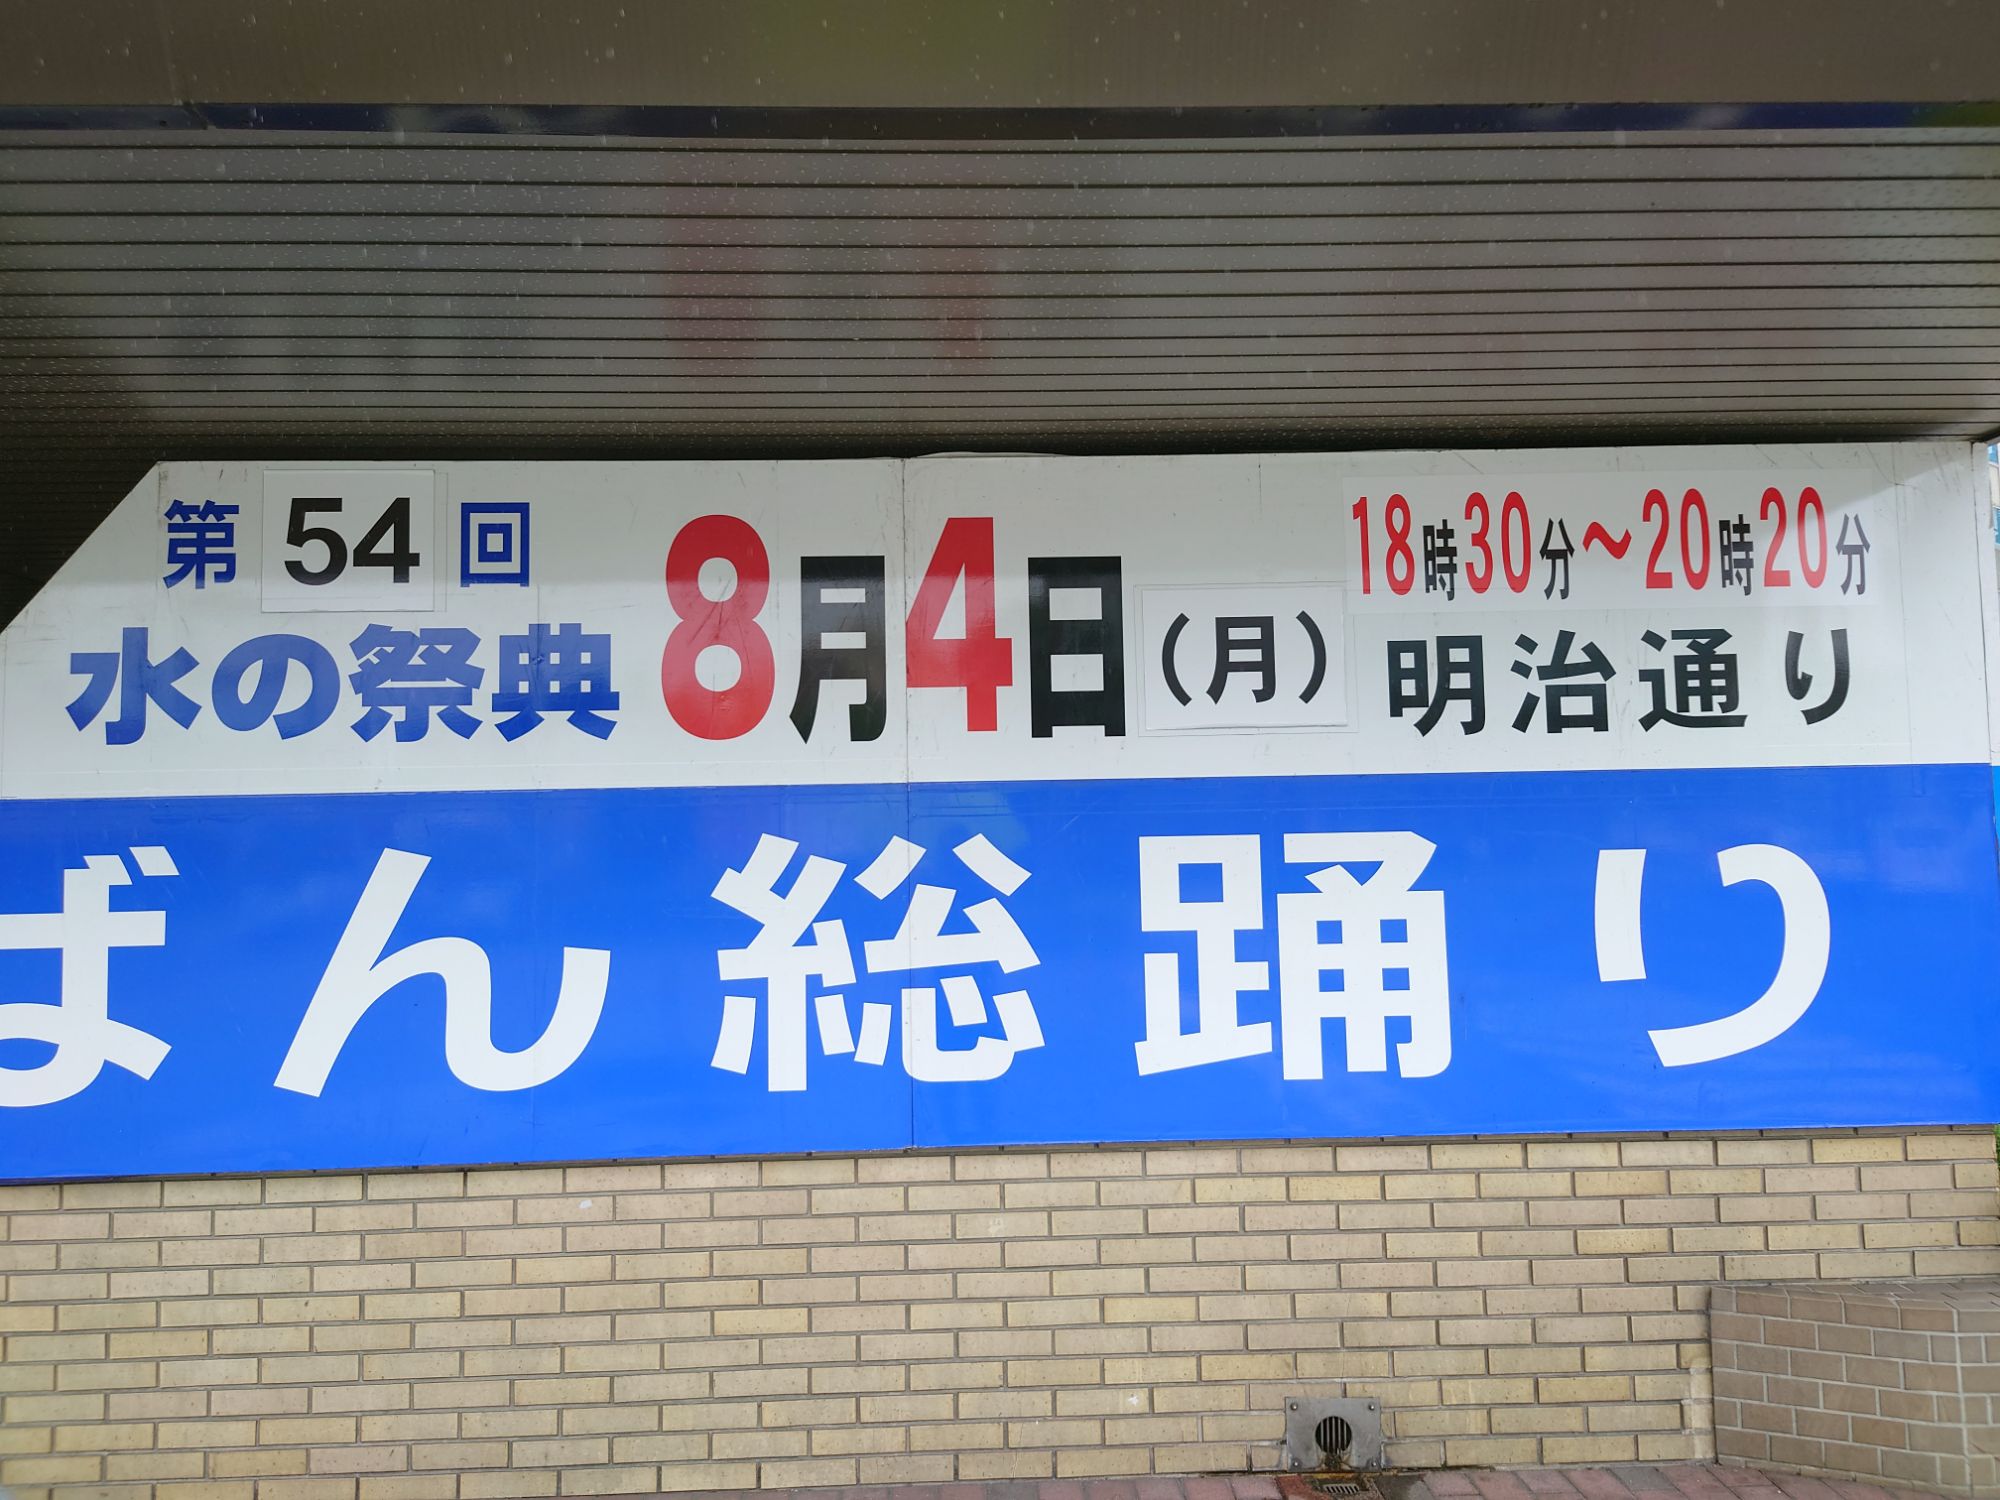 第54回
水の祭典
8月4日(月)
18時30分~20時20分
明治通り
ばん総踊り